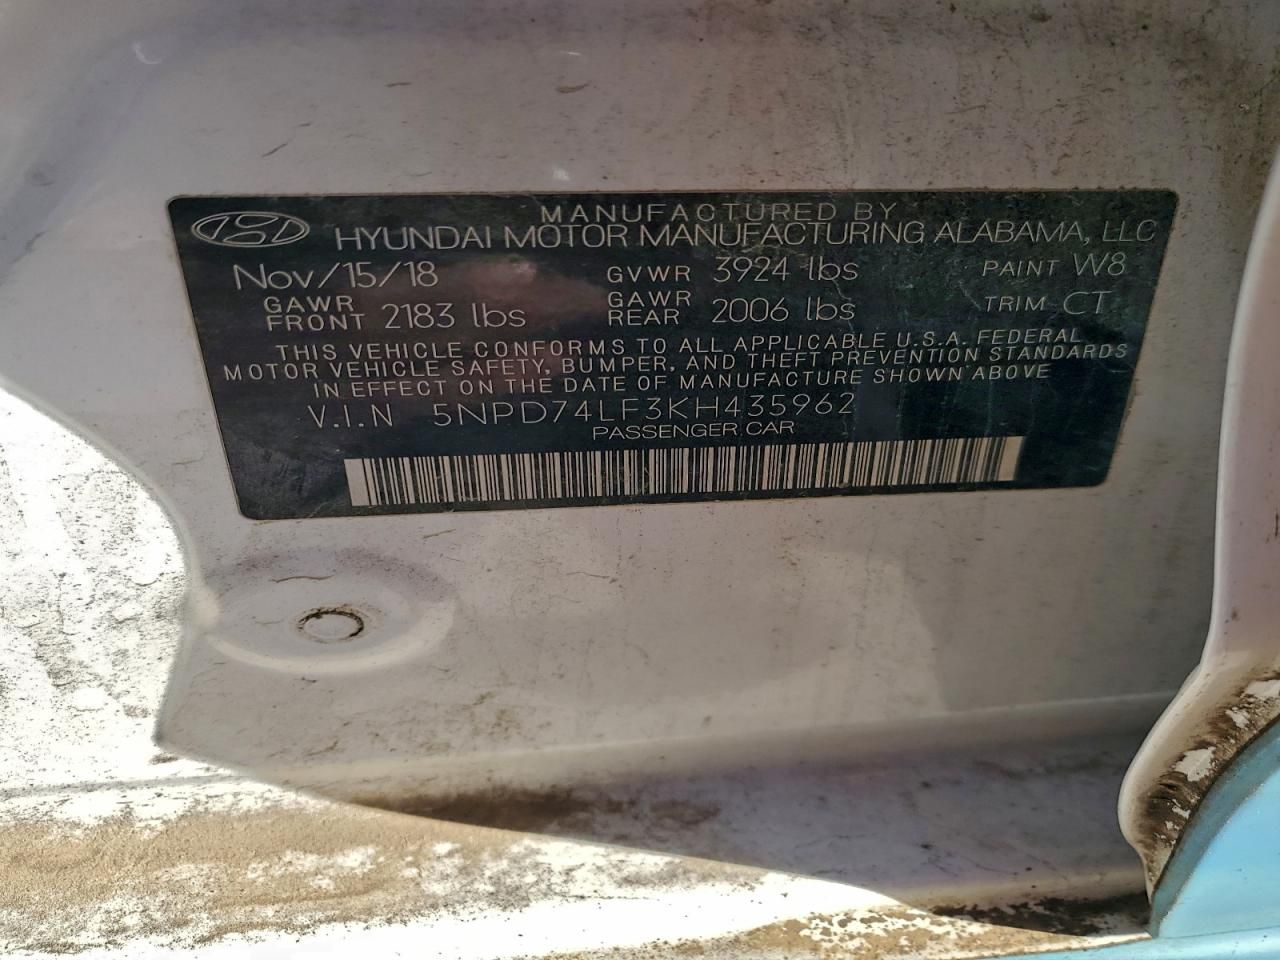 MANUFACTURED BY
HYUNDAI MOTOR MANUFACTURING ALABAMA, LLC
Nov/15/18 GVWR 3924 lbs PAINT W8
GAWR FRONT 2183 lbs GAWR REAR 2006 lbs TRIM CT
THIS VEHICLE CONFORMS TO ALL APPLICABLE U.S.A. FEDERAL
MOTOR VEHICLE SAFETY, BUMPER, AND THEFT PREVENTION STANDARDS
IN EFFECT ON THE DATE OF MANUFACTURE SHOWN ABOVE
V.I.N 5NPD74LF3KH435962
PASSENGER CAR